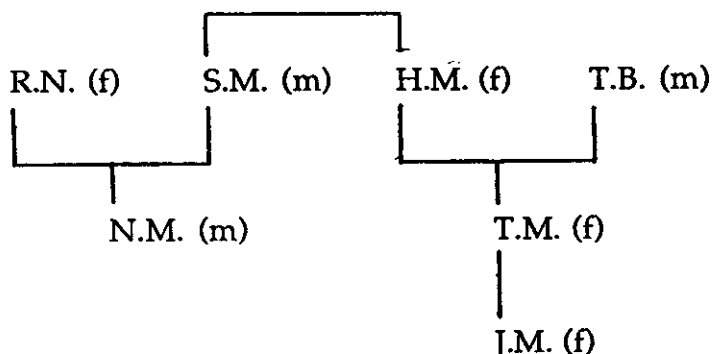 R.N. (f) S.M. (m) H.M. (f) T.B. (m)
N.M. (m) T.M. (f)
J.M. (f)